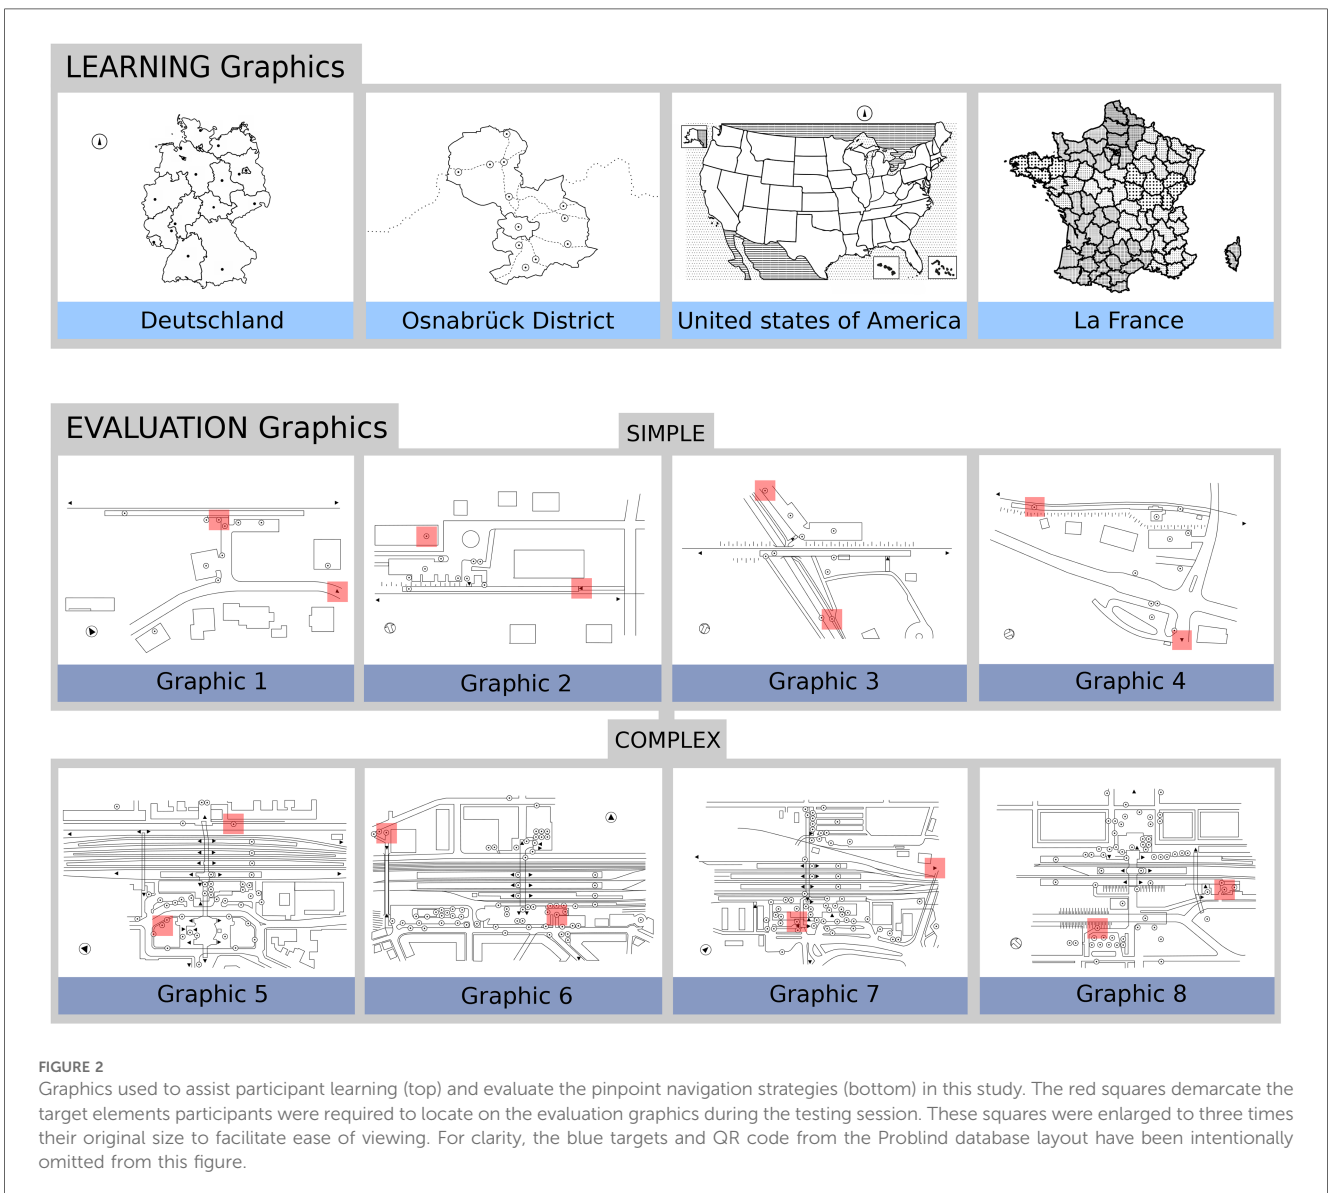 LEARNING Graphics
Deutschland
Osnabrück District
United states of America
La France
EVALUATION Graphics
SIMPLE
Graphic 1
Graphic 2
Graphic 3
Graphic 4
COMPLEX
Graphic 5
Graphic 6
Graphic 7
Graphic 8
FIGURE 2
Graphics used to assist participant learning (top) and evaluate the pinpoint navigation strategies (bottom) in this study. The red squares demarcate the
target elements participants were required to locate on the evaluation graphics during the testing session. These squares were enlarged to three times
their original size to facilitate ease of viewing. For clarity, the blue targets and QR code from the Problind database layout have been intentionally
omitted from this figure.